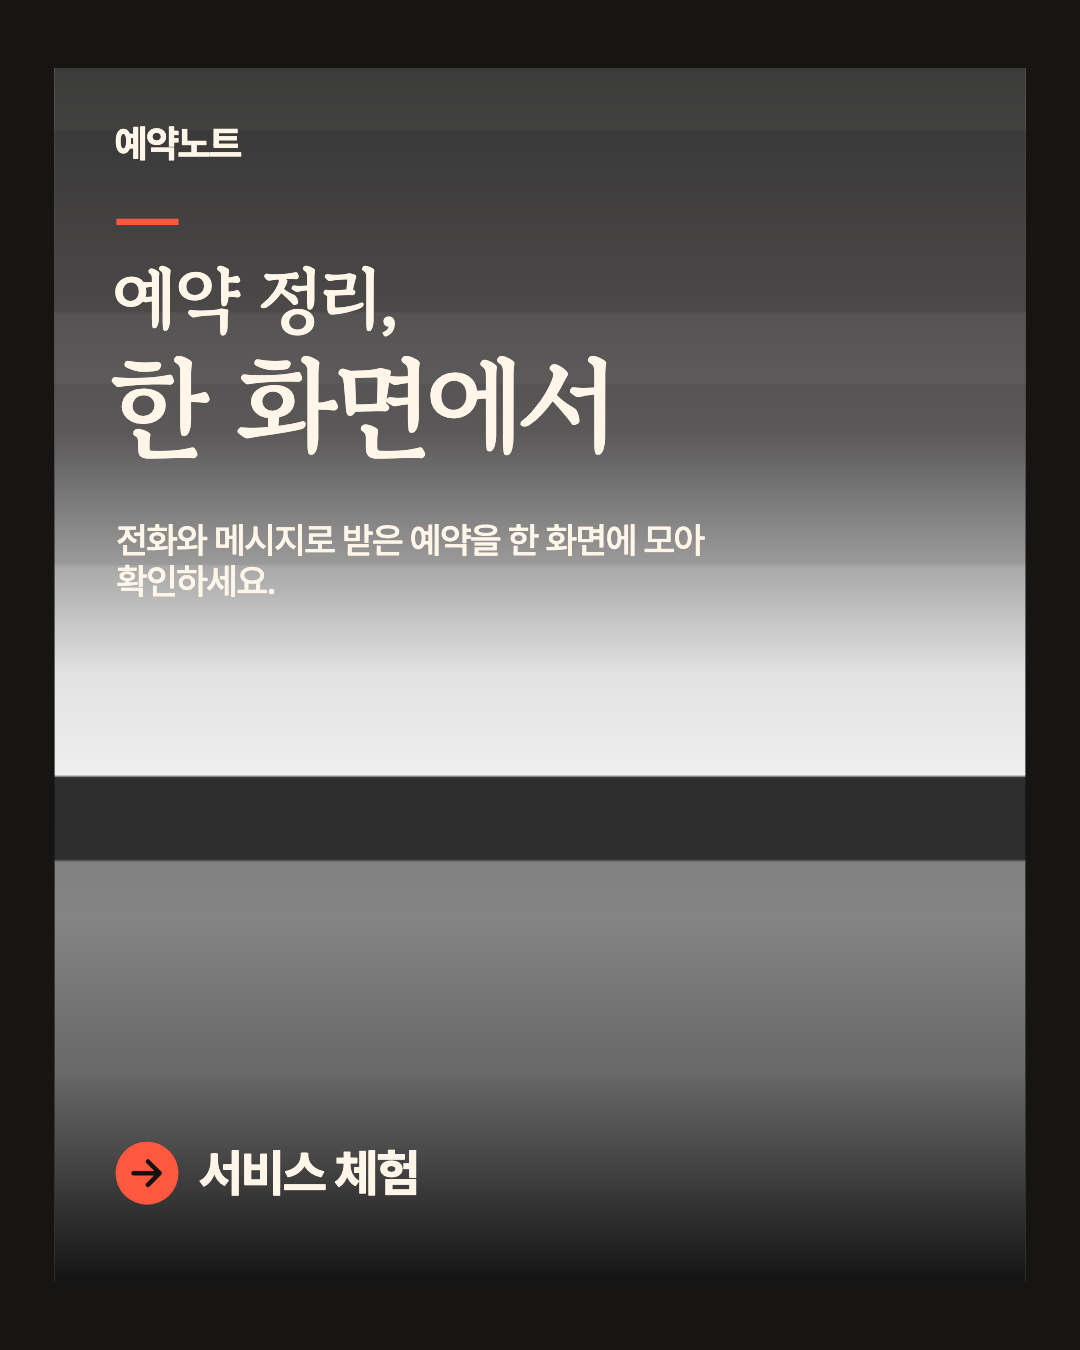 예약노트
예약 정리,
한 화면에서
전화와 메시지로 받은 예약을 한 화면에 모아
확인하세요.
서비스 체험